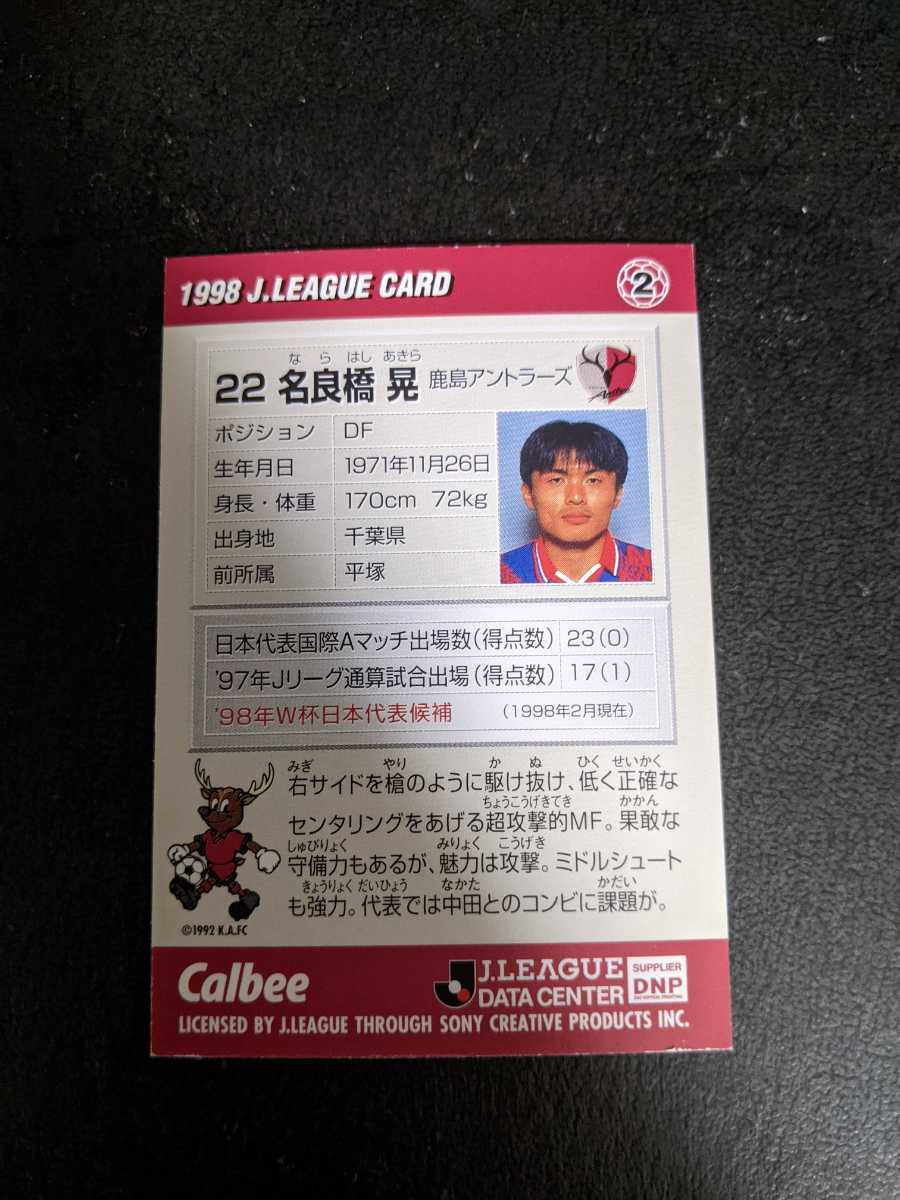 1998 J.LEAGUE CARD 2
な ら はし あきら
22 名良橋 晃 鹿島アントラーズ
Antlers
ポジション DF
生年月日 1971年11月26日
身長・体重 170cm 72kg
出身地 千葉県
前所属 平塚
日本代表国際Aマッチ出場数(得点数) 23(0)
'97年Jリーグ通算試合出場(得点数) 17(1)
'98年W杯日本代表候補 (1998年2月現在)
みぎ やり か ぬ ひく せいかく
右サイドを槍のように駆け抜け、低く正確な
ちょうこうげきてき かかん
センタリングをあげる超攻撃的MF。果敢な
しゅびりょく みりょく こうげき
守備力もあるが、魅力は攻撃。ミドルシュート
きょうりょく だいひょう なかた かだい
も強力。代表では中田とのコンビに課題が。
©1992 K.A.FC
Calbee
J.LEAGUE
DATA CENTER
SUPPLIER
DNP
DAI NIPPON PRINTING
LICENSED BY J.LEAGUE THROUGH SONY CREATIVE PRODUCTS INC.